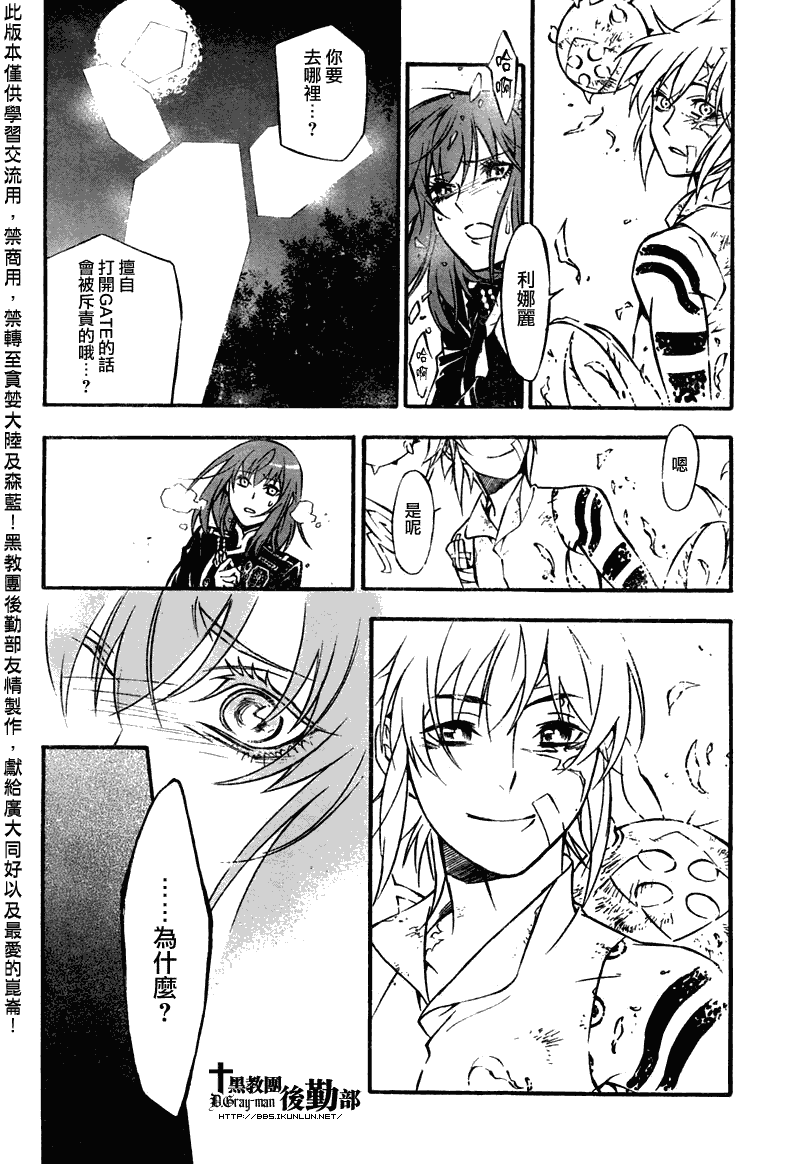 利娜麗
哈啊
哈啊
你要
去哪裡…?
擅自
打開GATE的話
會被斥責的哦…?
嗯
是呢
……為什麼?
此版本僅供學習交流用，禁商用，禁轉至貪婪大陸及森藍！黑教團後勤部友情製作，獻給廣大同好以及最愛的崑崙！
黑教團
D.Gray-man 後勤部
HTTP://BBS.IKUNLUN.NET/